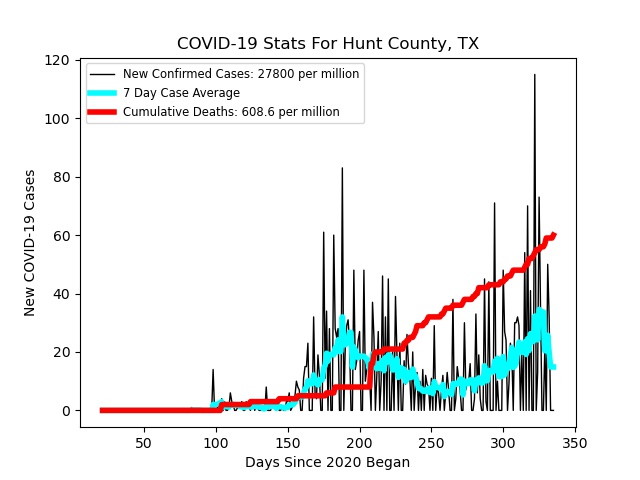 COVID-19 Stats For Hunt County, TX
New Confirmed Cases: 27800 per million
7 Day Case Average
Cumulative Deaths: 608.6 per million
New COVID-19 Cases
120
100
80
60
40
20
0
50
100
150
200
250
300
350
Days Since 2020 Began